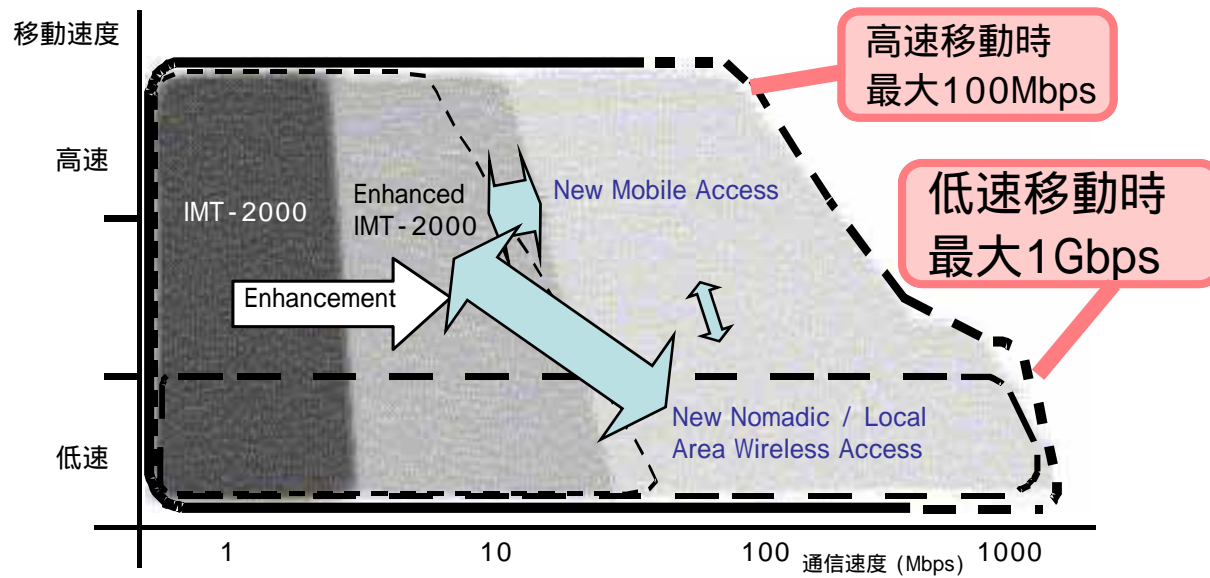 移動速度
高速移動時
最大100Mbps
高速
低速移動時
最大1Gbps
IMT-2000
Enhanced
IMT-2000
New Mobile Access
Enhancement
New Nomadic / Local
Area Wireless Access
低速
1
10
100
1000
通信速度 (Mbps)